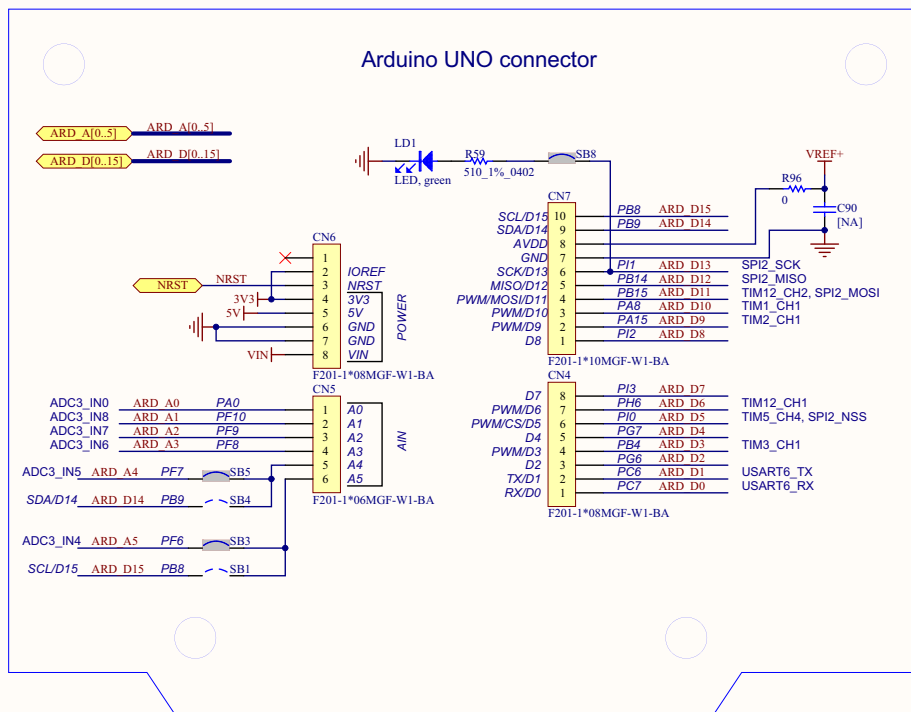 Arduino UNO connector
ARD_A[0..5] ARD_A[0..5]
ARD_D[0..15] ARD_D[0..15]
LD1
LED, green
R59
510_1%_0402
SB8
VREF+
R96
0
C90
[NA]
CN6
1
2 IOREF
3 NRST
4 3V3
5 5V
6 GND
7 GND
8 VIN
POWER
NRST NRST
3V3
5V
VIN
F201-1*08MGF-W1-BA
CN7
SCL/D15 10 PB8 ARD_D15
SDA/D14 9 PB9 ARD_D14
AVDD 8
GND 7
SCK/D13 6 PI1 ARD_D13 SPI2_SCK
MISO/D12 5 PB14 ARD_D12 SPI2_MISO
PWM/MOSI/D11 4 PB15 ARD_D11 TIM12_CH2, SPI2_MOSI
PWM/D10 3 PA8 ARD_D10 TIM1_CH1
PWM/D9 2 PA15 ARD_D9 TIM2_CH1
D8 1 PI2 ARD_D8
F201-1*10MGF-W1-BA
CN5
ADC3_IN0 ARD_A0 PA0 1 A0
ADC3_IN8 ARD_A1 PF10 2 A1
ADC3_IN7 ARD_A2 PF9 3 A2
ADC3_IN6 ARD_A3 PF8 4 A3
5 A4
6 A5
AIN
F201-1*06MGF-W1-BA
ADC3_IN5 ARD_A4 PF7 SB5
SDA/D14 ARD_D14 PB9 SB4
ADC3_IN4 ARD_A5 PF6 SB3
SCL/D15 ARD_D15 PB8 SB1
CN4
D7 8 PI3 ARD_D7
PWM/D6 7 PH6 ARD_D6 TIM12_CH1
PWM/CS/D5 6 PI0 ARD_D5 TIM5_CH4, SPI2_NSS
D4 5 PG7 ARD_D4
PWM/D3 4 PB4 ARD_D3 TIM3_CH1
D2 3 PG6 ARD_D2
TX/D1 2 PC6 ARD_D1 USART6_TX
RX/D0 1 PC7 ARD_D0 USART6_RX
F201-1*08MGF-W1-BA